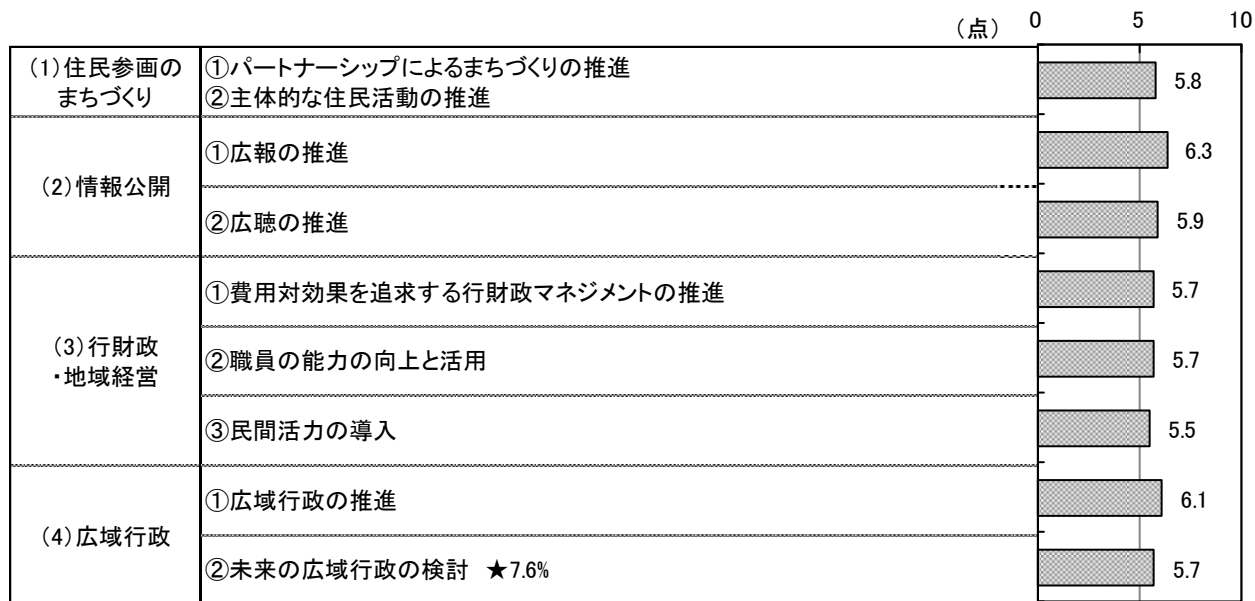 (点) 0 5 10
(1)住民参画の
まちづくり
①パートナーシップによるまちづくりの推進
②主体的な住民活動の推進
5.8
(2)情報公開
①広報の推進
6.3
②広聴の推進
5.9
(3)行財政
・地域経営
①費用対効果を追求する行財政マネジメントの推進
5.7
②職員の能力の向上と活用
5.7
③民間活力の導入
5.5
(4)広域行政
①広域行政の推進
6.1
②未来の広域行政の検討 ★7.6%
5.7